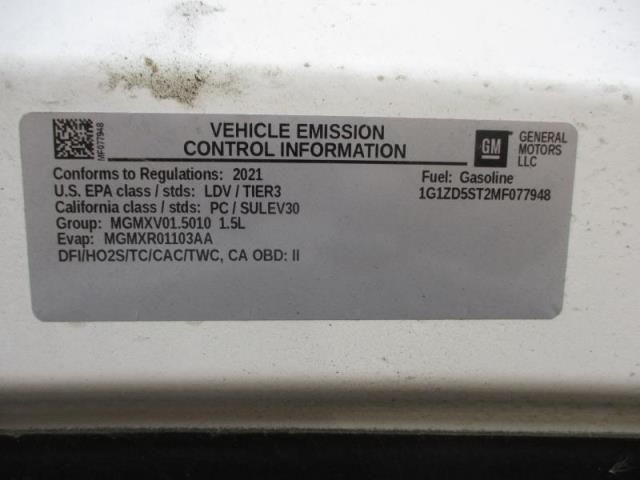 MF077948
VEHICLE EMISSION
CONTROL INFORMATION
GM
GENERAL
MOTORS
LLC
Conforms to Regulations: 2021
Fuel: Gasoline
U.S. EPA class / stds: LDV / TIER3
1G1ZD5ST2MF077948
California class / stds: PC / SULEV30
Group: MGMXV01.5010 1.5L
Evap: MGMXR01103AA
DFI/HO2S/TC/CAC/TWC, CA OBD: II